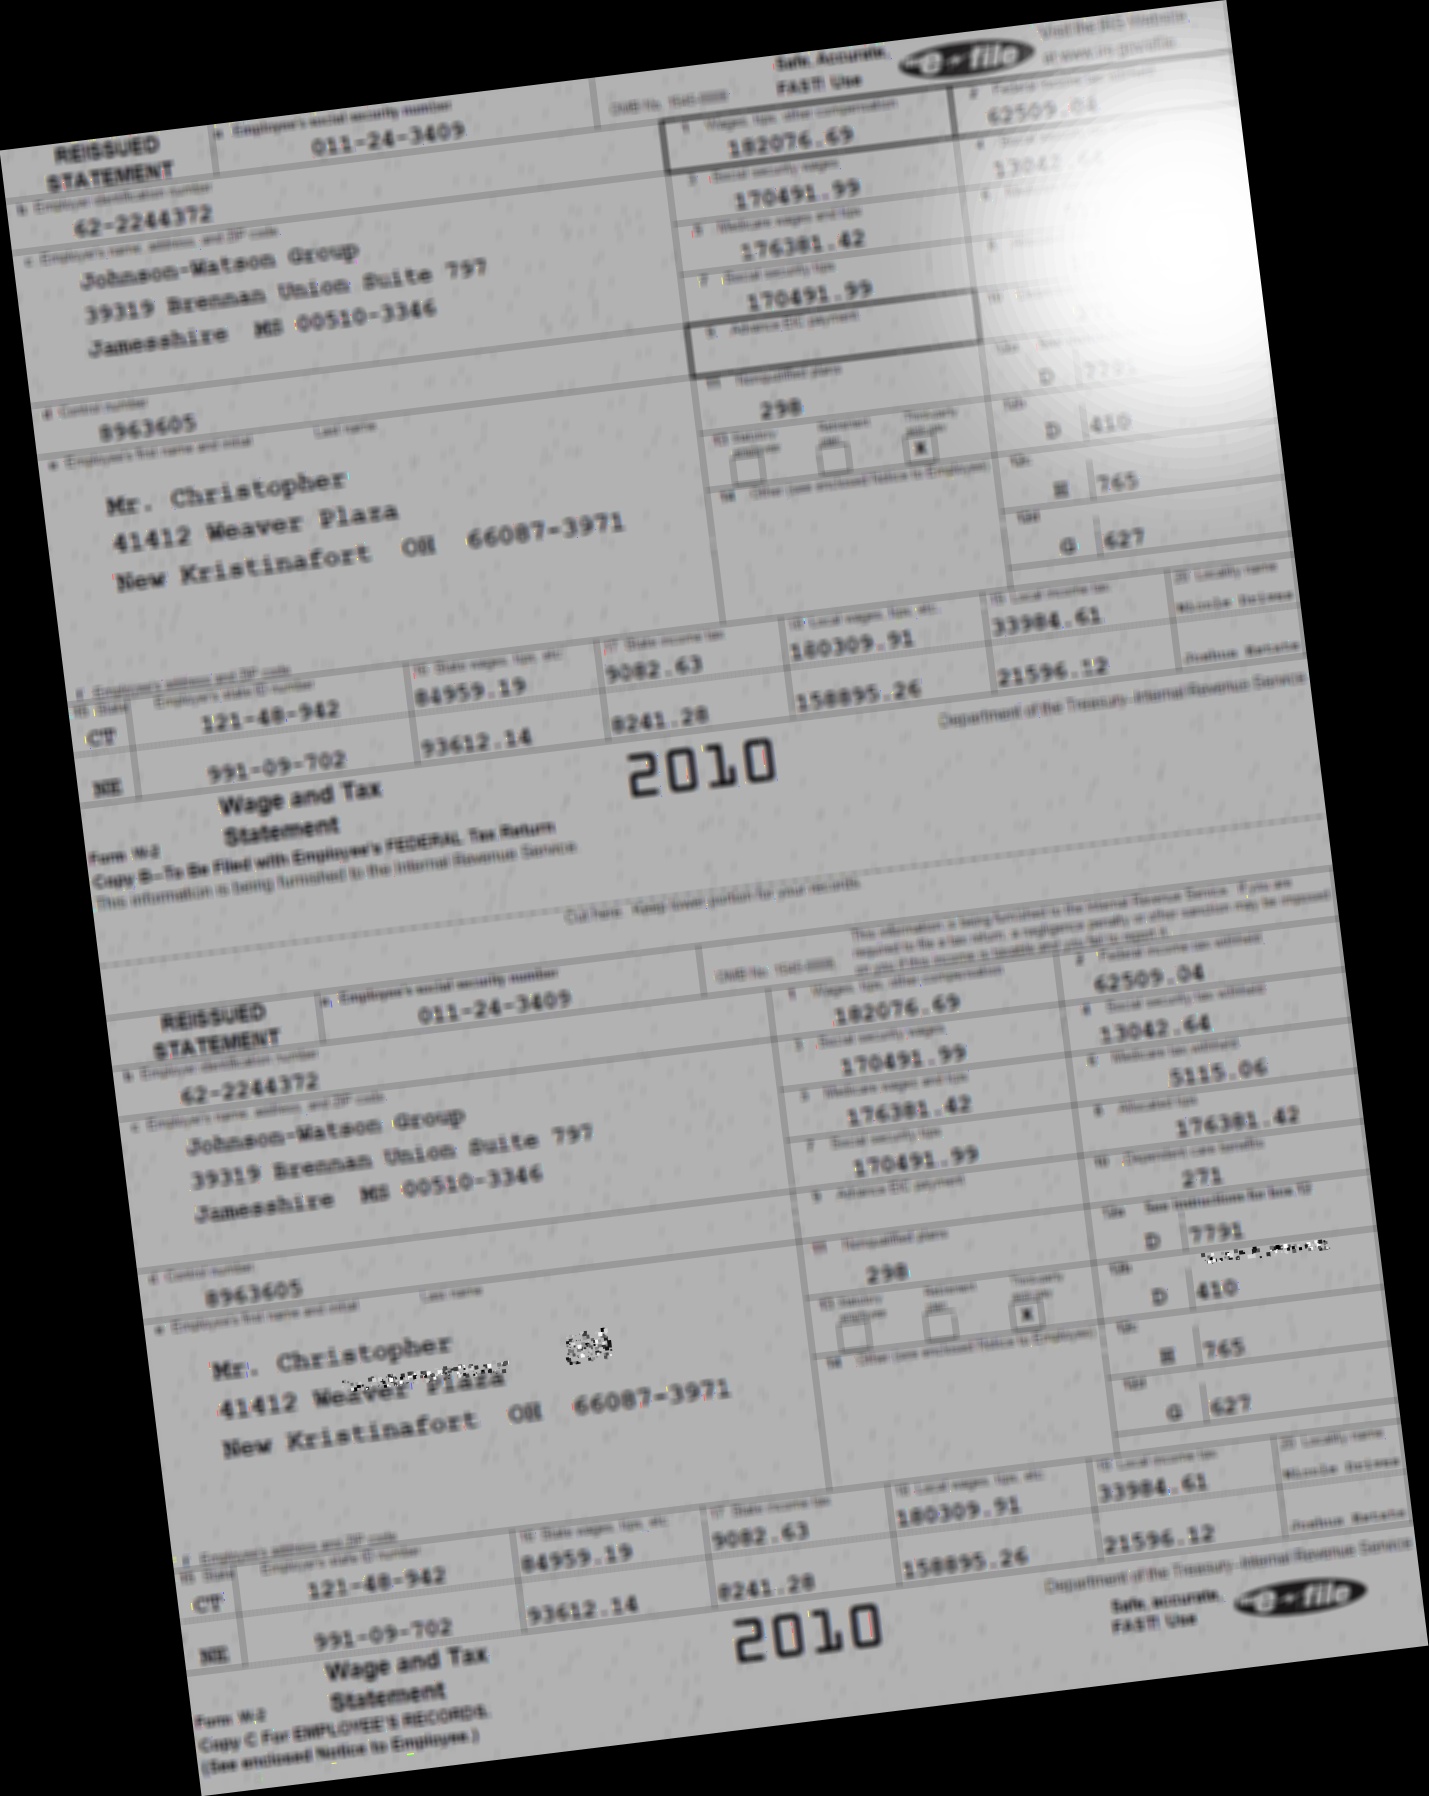 Safe, Accurate, FAST! Use e-file
Visit the IRS Website at www.irs.gov/efile
REISSUED STATEMENT
a Employee's social security number
011-24-3409
OMB No. 1545-0008
1 Wages, tips, other compensation
182076.69
2 Federal income tax withheld
62509.04
b Employer identification number
62-2244372
3 Social security wages
170491.99
13042.64
c Employer's name, address, and ZIP code
Johnson-Watson Group
39319 Brennan Union Suite 797
Jamesshire MS 00510-3346
5 Medicare wages and tips
176381.42
7 Social security tips
170491.99
9 Advance EIC payment
d Control number
8963605
11 Nonqualified plans
298
12a See
D 7791
e Employee's first name and initial Last name
Mr. Christopher
41412 Weaver Plaza
New Kristinafort OH 66087-3971
13 Statutory employee Retirement plan Third-party sick pay
X
12b
D 410
14 Other (see enclosed Notice to Employee)
12c
H 765
12d
G 627
f Employee's address and ZIP code
15 State Employer's state ID number
16 State wages, tips, etc.
17 State income tax
18 Local wages, tips, etc.
19 Local income tax
20 Locality name
CT 121-48-942 84959.19 9082.63 180309.91 33984.61
NE 991-09-702 93612.14 8241.28 158895.26 21596.12 Joshua
Form W-2
Wage and Tax Statement
2010
Department of the Treasury-Internal Revenue Service
Copy B-To Be Filed with Employee's FEDERAL Tax Return
This information is being furnished to the Internal Revenue Service.
Cut here. Keep lower portion for your records.
This information is being furnished to the Internal Revenue Service. If you are
required to file a tax return, a negligence penalty or other sanction may be imposed
on you if this income is taxable and you fail to report it.
REISSUED STATEMENT
a Employee's social security number
011-24-3409
OMB No. 1545-0008
1 Wages, tips, other compensation
182076.69
2 Federal income tax withheld
62509.04
b Employer identification number
62-2244372
3 Social security wages
170491.99
4 Social security tax withheld
13042.64
c Employer's name, address, and ZIP code
Johnson-Watson Group
39319 Brennan Union Suite 797
Jamesshire MS 00510-3346
5 Medicare wages and tips
176381.42
6 Medicare tax withheld
5115.06
7 Social security tips
170491.99
8 Allocated tips
176381.42
9 Advance EIC payment
10 Dependent care benefits
271
d Control number
8963605
11 Nonqualified plans
298
12a See instructions for box 12
D 7791
e Employee's first name and initial Last name
Mr. Christopher
41412 Weaver Plaza
New Kristinafort OH 66087-3971
13 Statutory employee Retirement plan Third-party sick pay
X
12b
D 410
14 Other (see enclosed Notice to Employee)
12c
H 765
12d
G 627
f Employee's address and ZIP code
15 State Employer's state ID number
16 State wages, tips, etc.
17 State income tax
18 Local wages, tips, etc.
19 Local income tax
20 Locality name
CT 121-48-942 84959.19 9082.63 180309.91 33984.61
NE 991-09-702 93612.14 8241.28 158895.26 21596.12 Joshua
Form W-2
Wage and Tax Statement
2010
Department of the Treasury-Internal Revenue Service
Safe, accurate, FAST! Use e-file
Copy C For EMPLOYEE'S RECORDS.
(See enclosed Notice to Employee.)